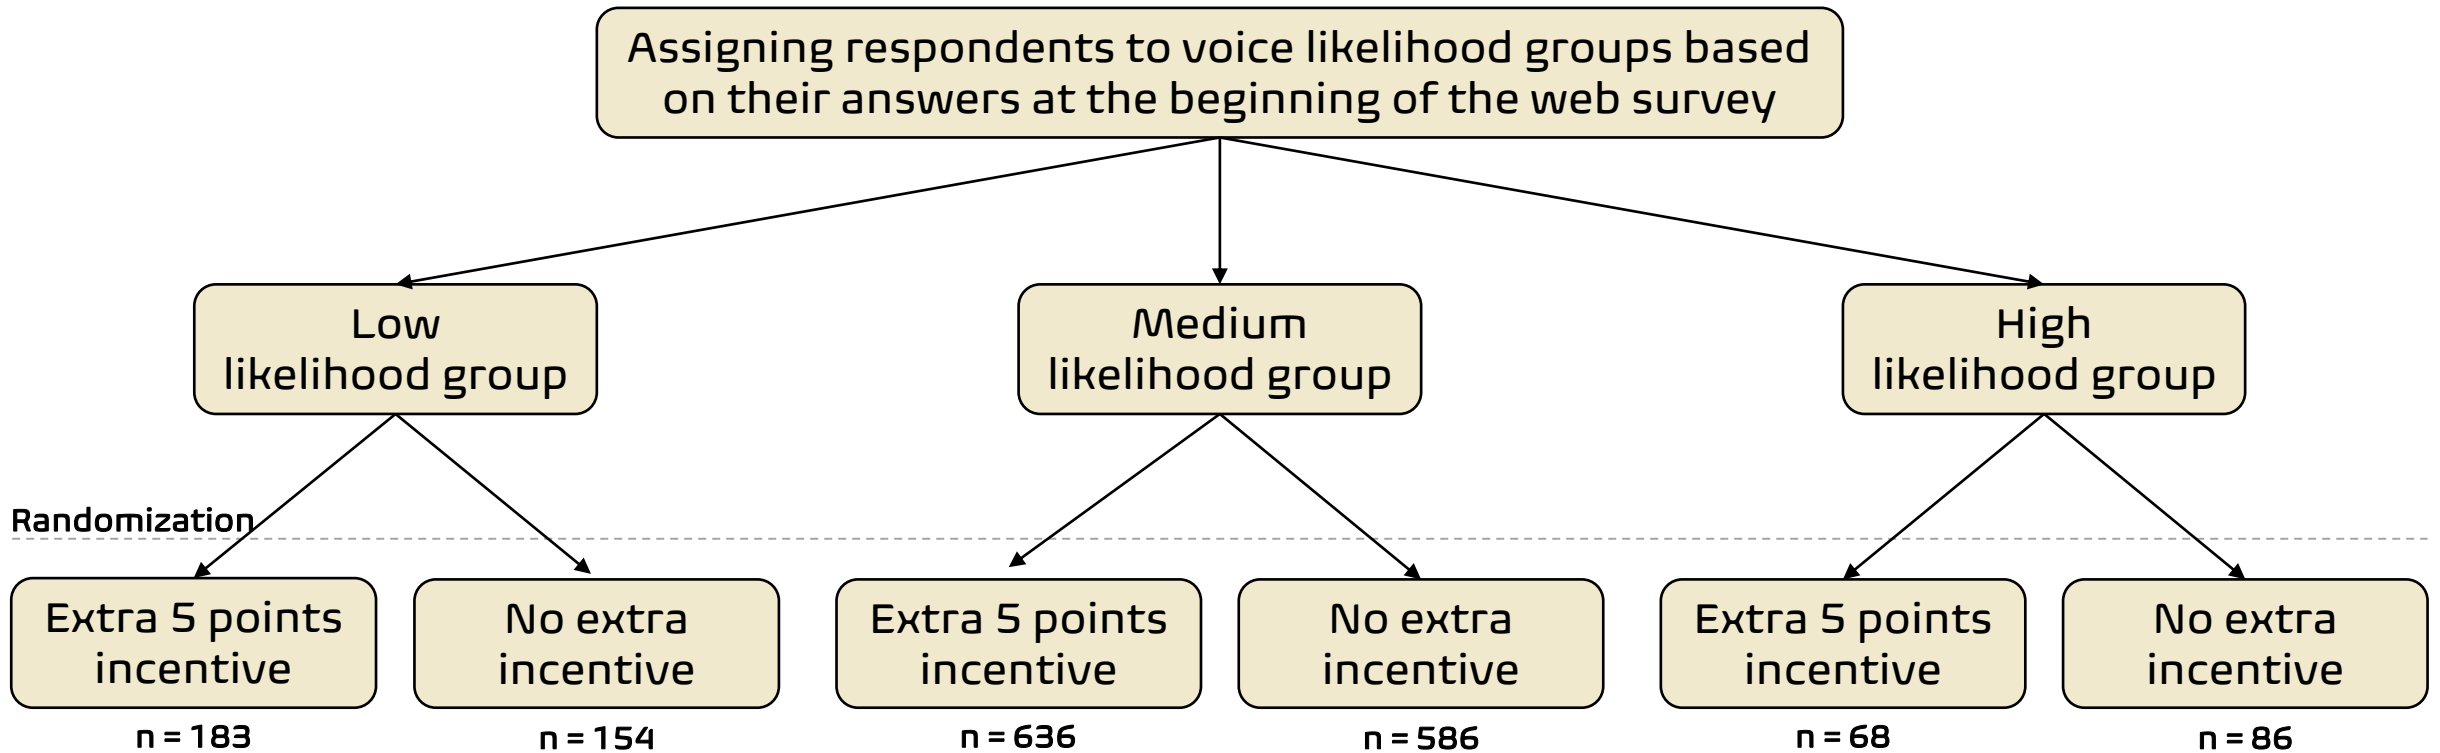 Assigning respondents to voice likelihood groups based
on their answers at the beginning of the web survey
Low
likelihood group
Medium
likelihood group
High
likelihood group
Randomization
Extra 5 points
incentive
No extra
incentive
Extra 5 points
incentive
No extra
incentive
Extra 5 points
incentive
No extra
incentive
n = 183
n = 154
n = 636
n = 586
n = 68
n = 86